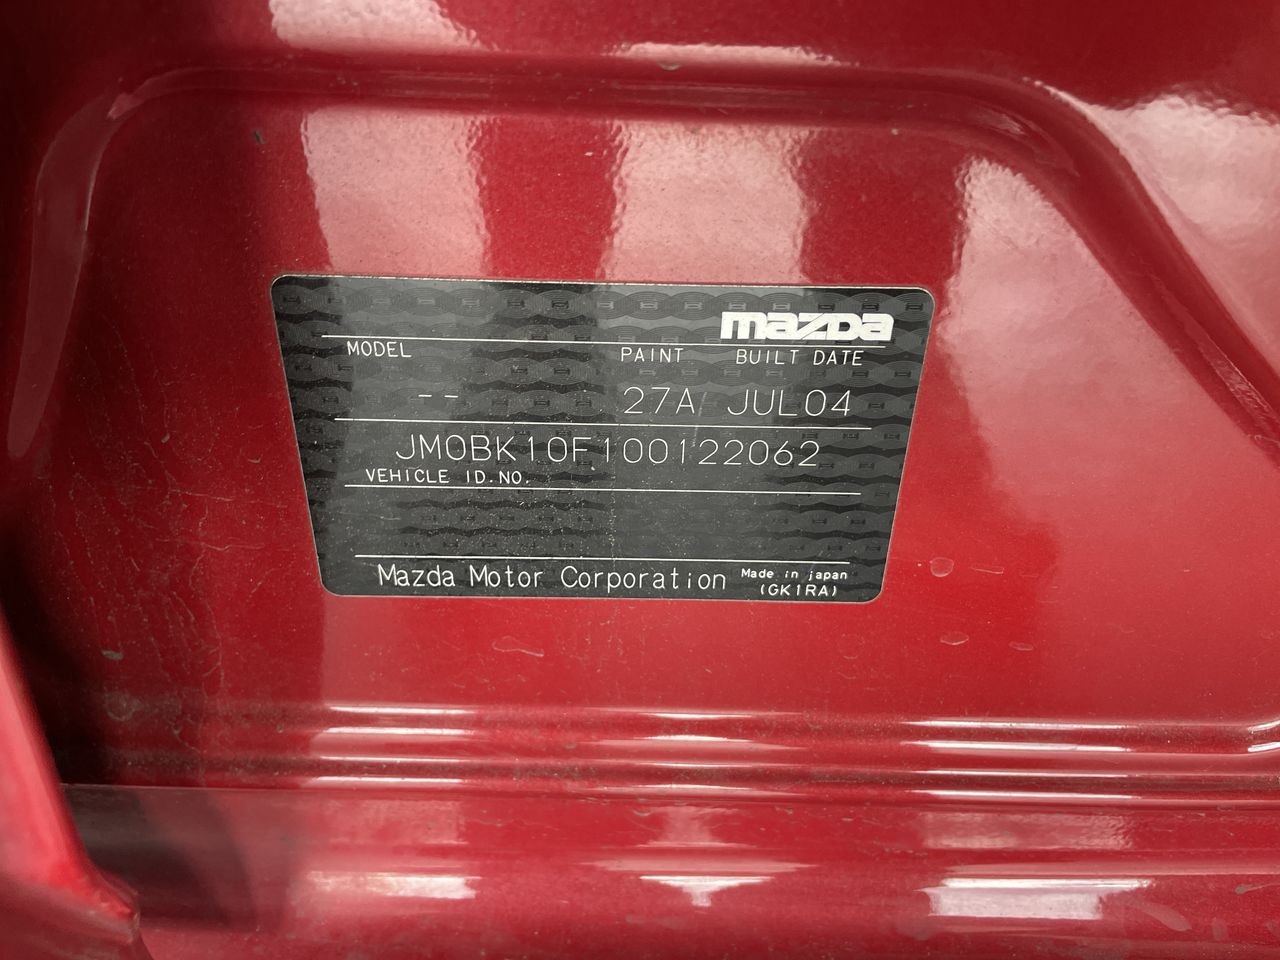 mazda
MODEL PAINT BUILT DATE
-- 27A JUL04
JM0BK10F100122062
VEHICLE ID.NO.
Mazda Motor Corporation Made in japan
(GK1RA)